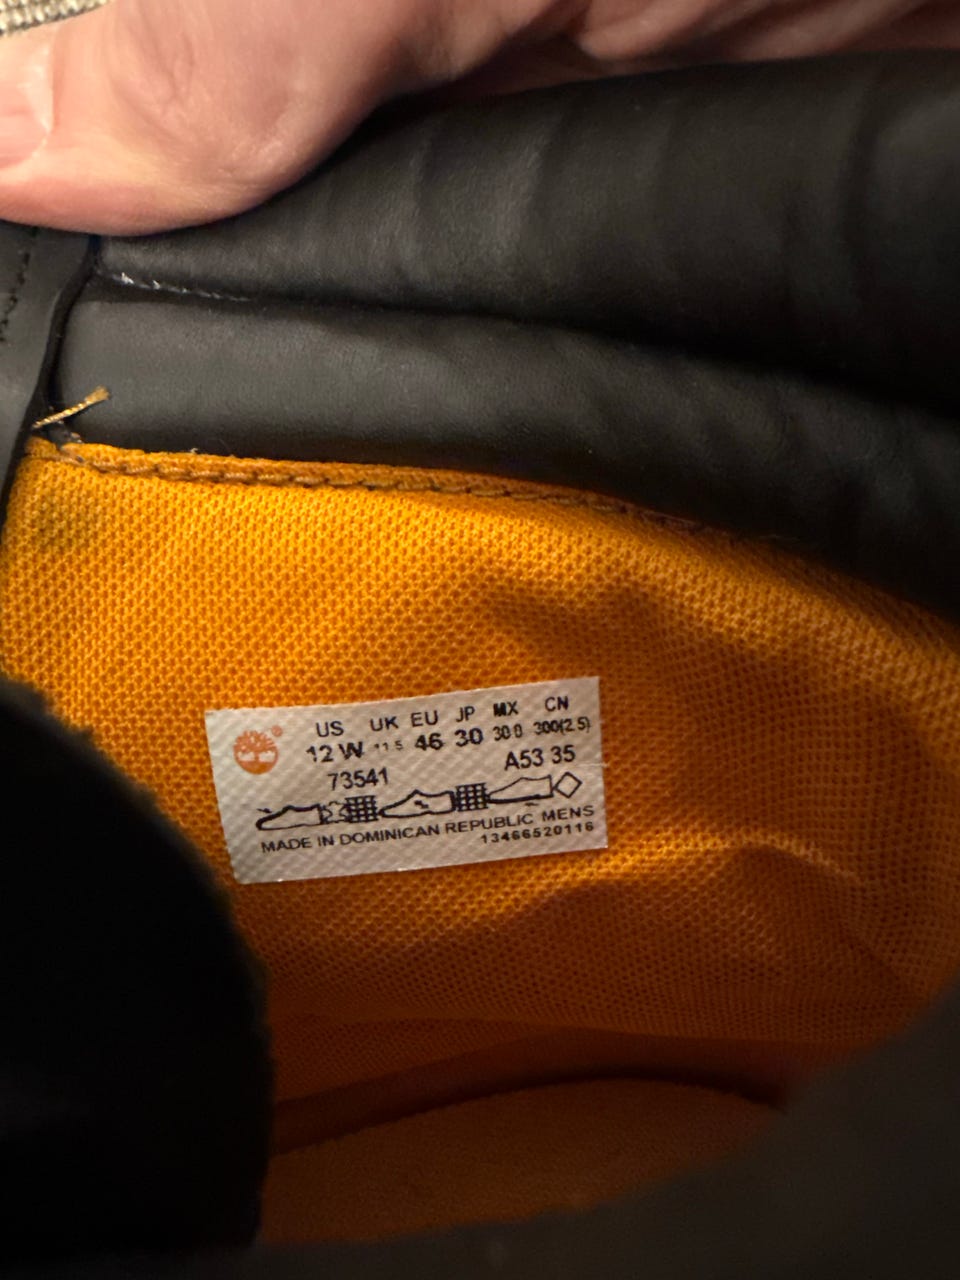 US UK EU JP MX CN
12 W 11.5 46 30 30.0 300(2.5)
73541 A53 35
MADE IN DOMINICAN REPUBLIC MENS
13466520116